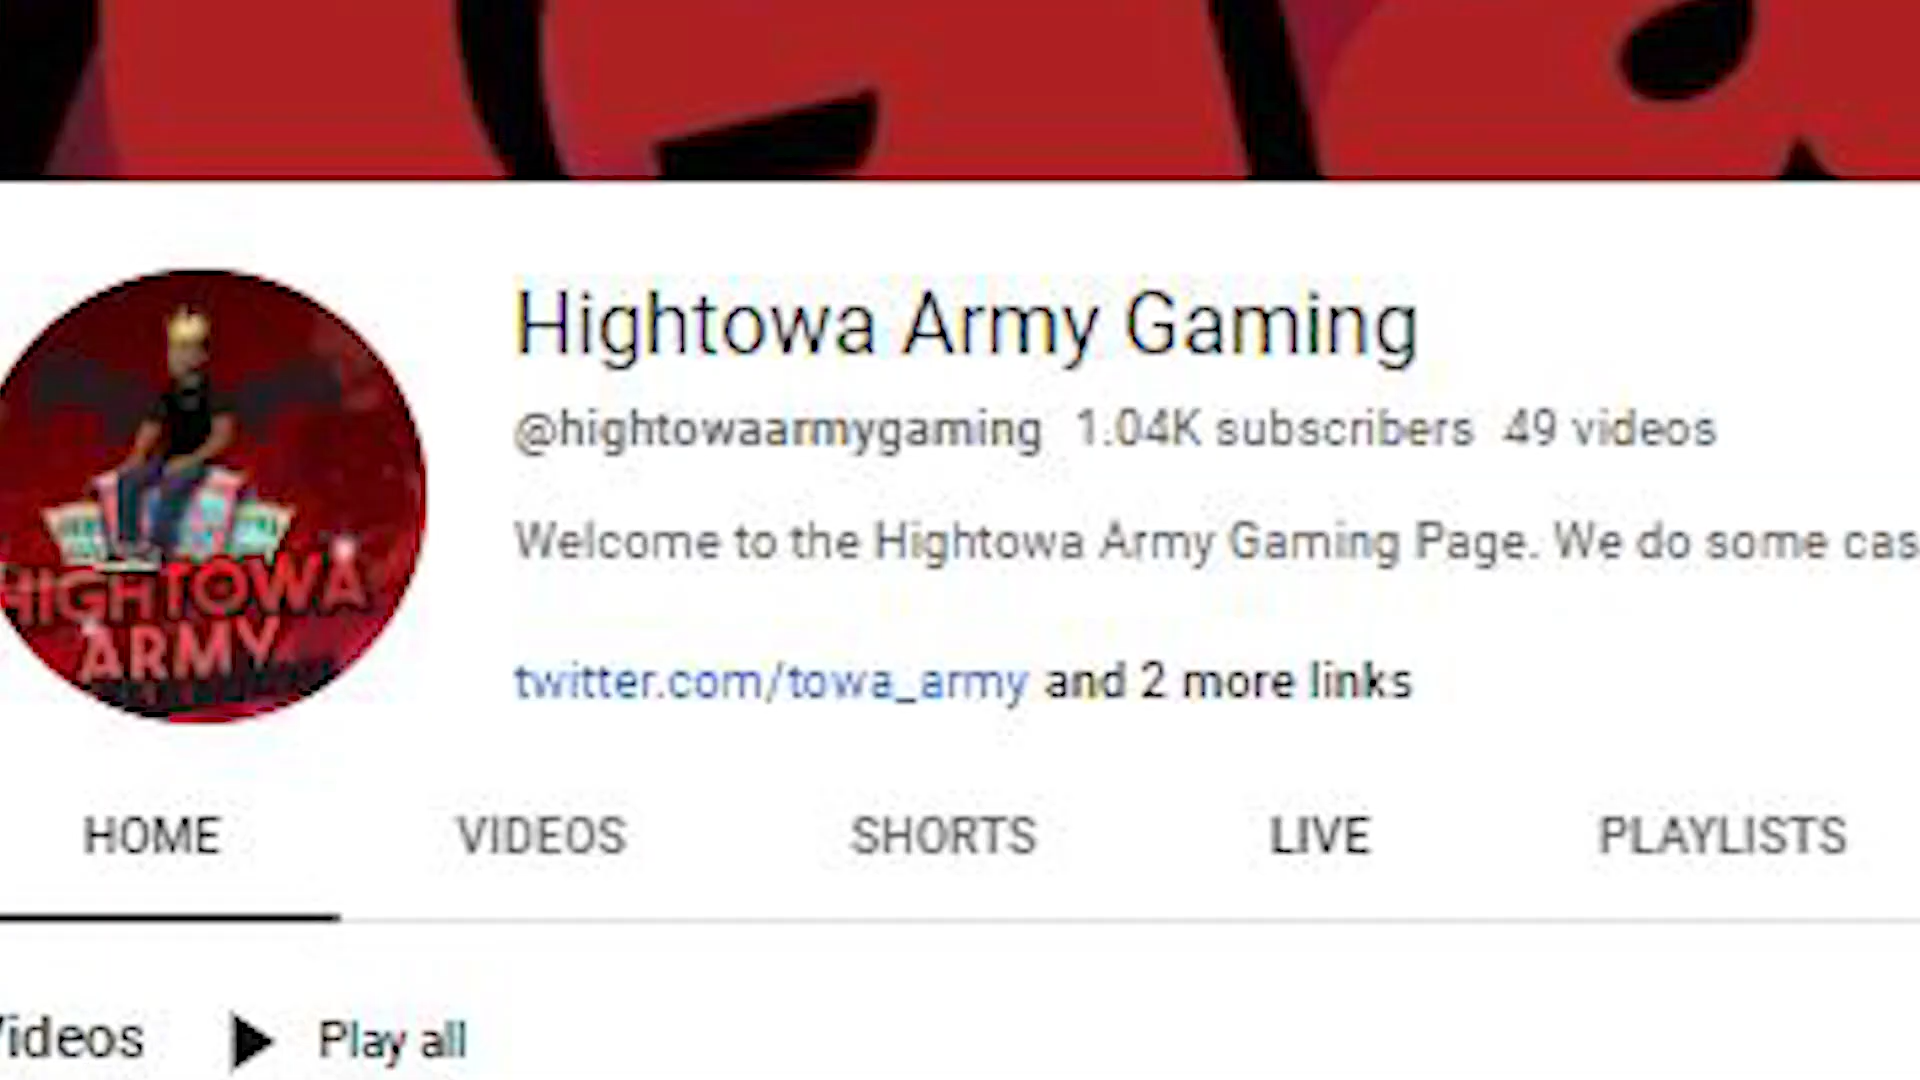 Hightowa Army Gaming
@hightowaarmygaming 1.04K subscribers 49 videos
Welcome to the Hightowa Army Gaming Page. We do some cas
twitter.com/towa_army and 2 more links
HIGHTOWA
ARMY
HOME VIDEOS SHORTS LIVE PLAYLISTS
Videos Play all